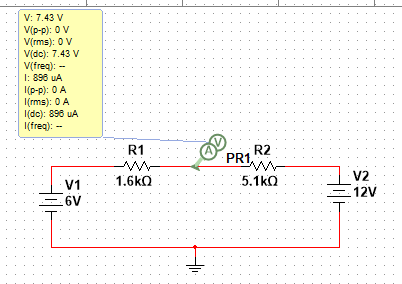 V: 7.43 V
V(p-p): 0 V
V(rms): 0 V
V(dc): 7.43 V
V(freq): --
I: 896 uA
I(p-p): 0 A
I(rms): 0 A
I(dc): 896 uA
I(freq): --
A V
R1
PR1
R2
1.6kΩ
5.1kΩ
V1
6V
V2
12V